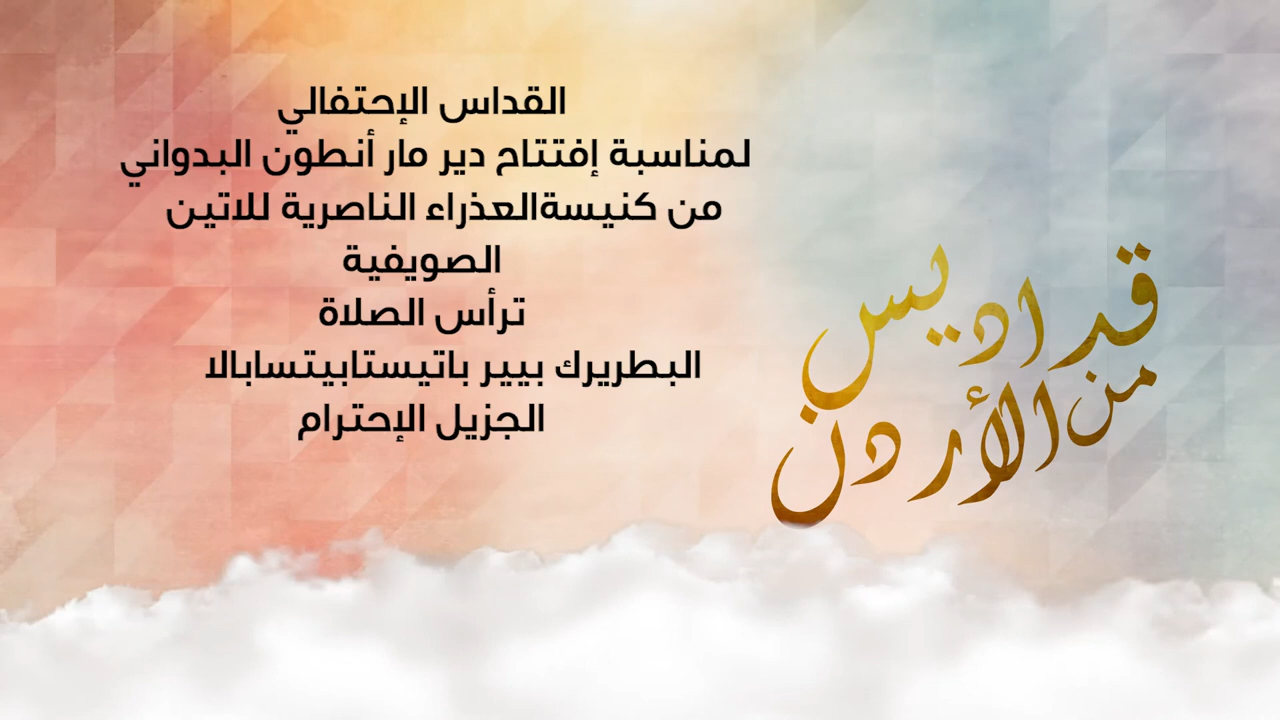 القداس الإحتفالي
لمناسبة إفتتاح دير مار أنطون البدواني
من كنيسةالعذراء الناصرية للاتين
الصويفية
ترأس الصلاة
البطريرك بيير باتيستابيتسابالا
الجزيل الإحترام
قداديس
من الأردن